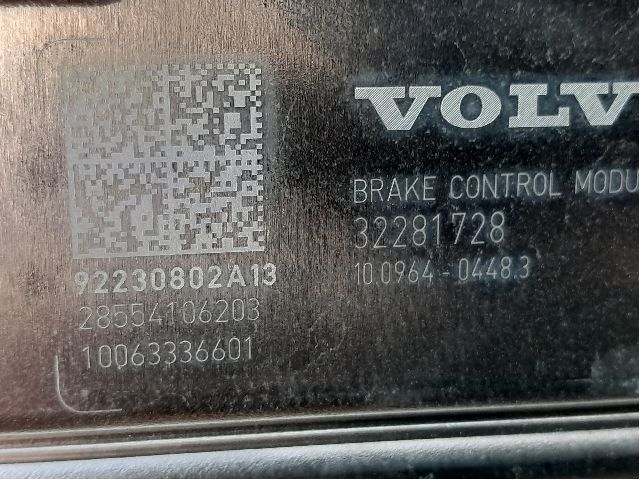 VOLV
BRAKE CONTROL MODU
32281728
10.0964-0448.3
92230802A13
28554106203
10063336601